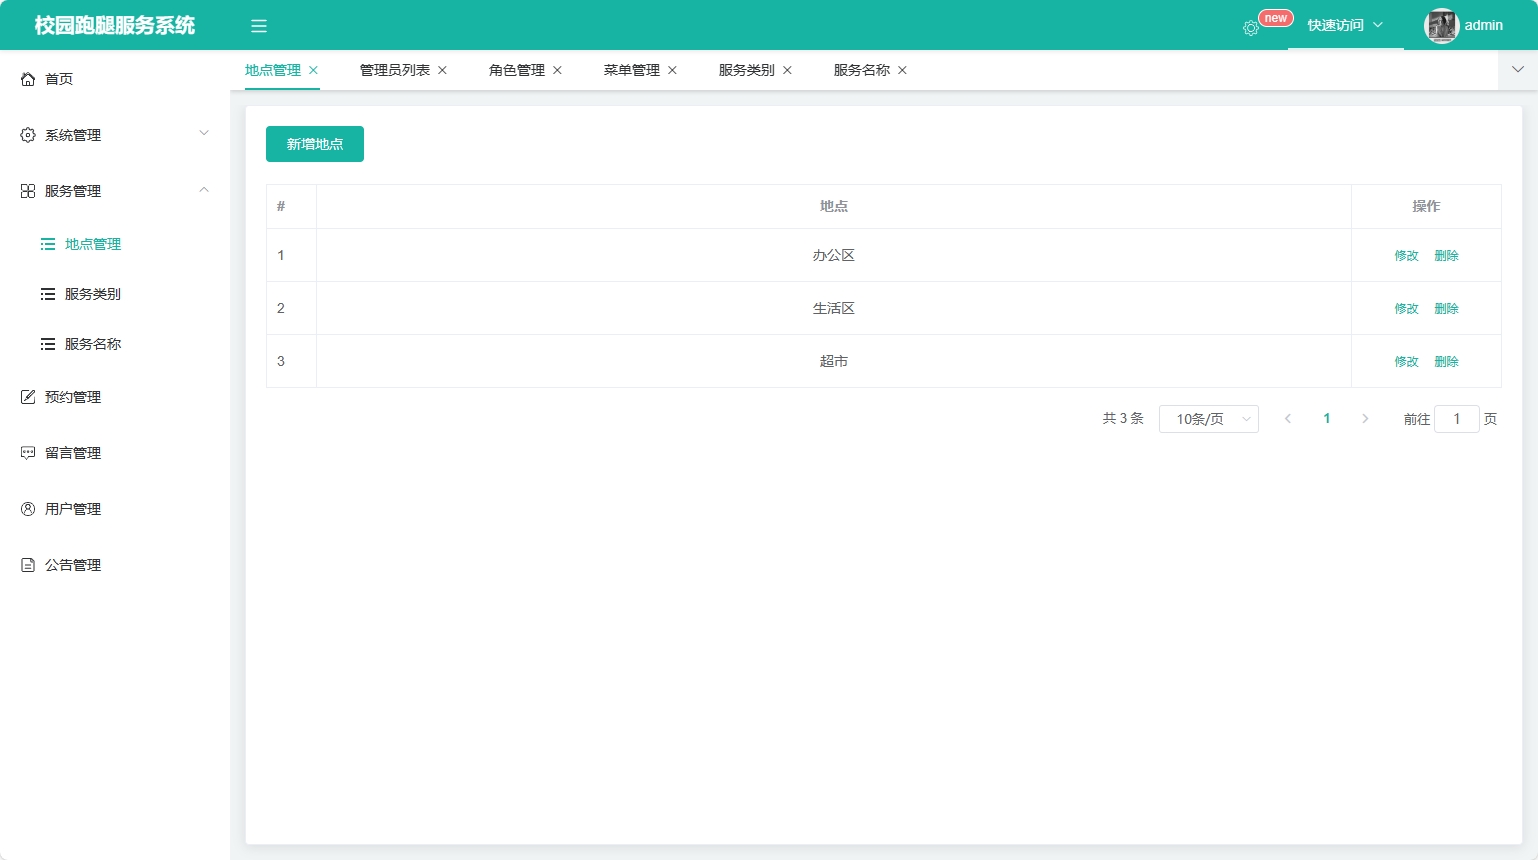 校园跑腿服务系统
new
快速访问
admin
首页
系统管理
服务管理
地点管理
服务类别
服务名称
预约管理
留言管理
用户管理
公告管理
地点管理 管理员列表 角色管理 菜单管理 服务类别 服务名称
新增地点
# 地点 操作
1 办公区 修改 删除
2 生活区 修改 删除
3 超市 修改 删除
共 3 条 10条/页 1 前往 1 页